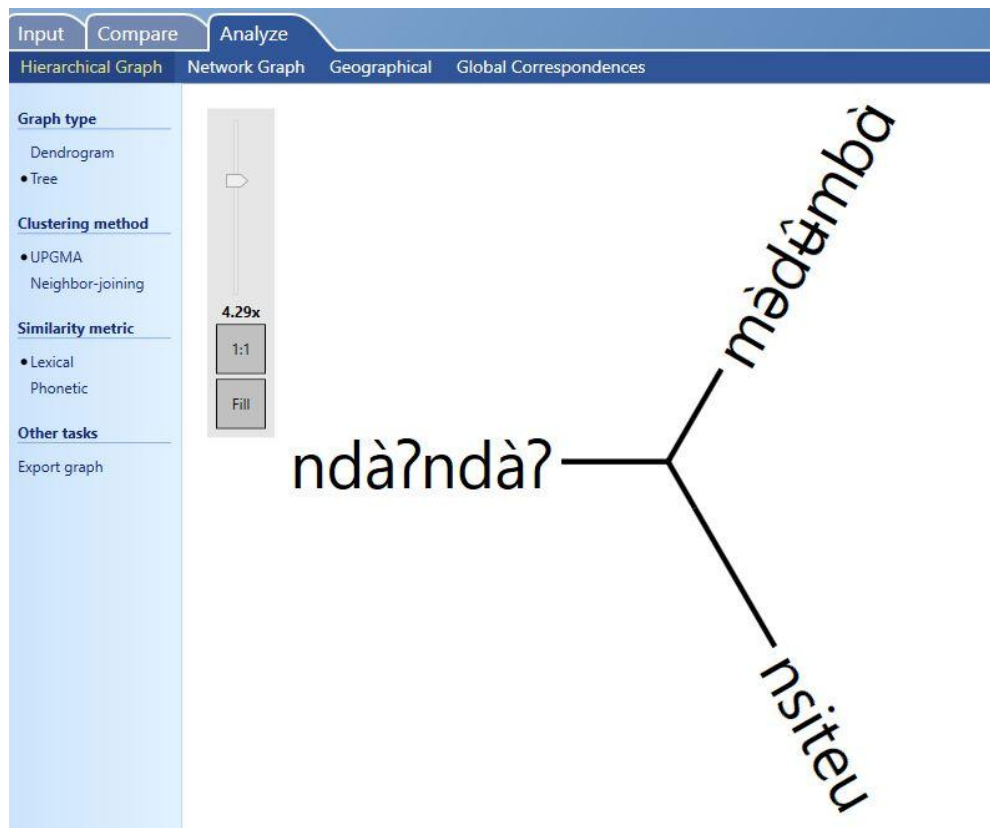 Input Compare Analyze
Hierarchical Graph Network Graph Geographical Global Correspondences
Graph type
Dendrogram
Tree
Clustering method
UPGMA
Neighbor-joining
Similarity metric
Lexical
Phonetic
Other tasks
Export graph
4.29x
1:1
Fill
mə̀dʉ̂mbɑ̀
ndàʔndàʔ
nsiteu